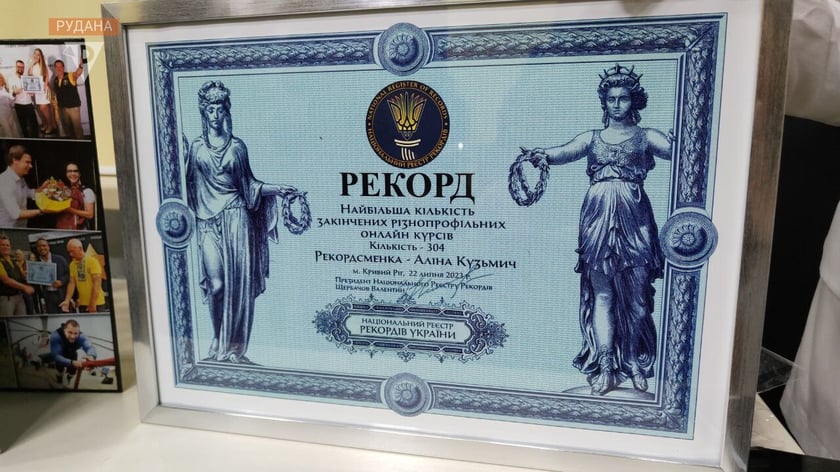 РУДАНА
NATIONAL REGISTER OF RECORDS
НАЦІОНАЛЬНИЙ РЕЄСТР РЕКОРДІВ
РЕКОРД
НАЙБІЛЬША КІЛЬКІСТЬ
ЗАКІНЧЕНИХ РІЗНОПРОФІЛЬНИХ
ОНЛАЙН КУРСІВ
КІЛЬКІСТЬ - 304
РЕКОРДСМЕНКА - АЛІНА КУЗЬМИЧ
М. КРИВИЙ РІГ, 22 ЛИПНЯ 2023 Р.
ПРЕЗИДЕНТ НАЦІОНАЛЬНОГО РЕЄСТРУ РЕКОРДІВ
ЩЕРБАЧОВ ВАЛЕНТИН
НАЦІОНАЛЬНИЙ РЕЄСТР
РЕКОРДІВ УКРАЇНИ